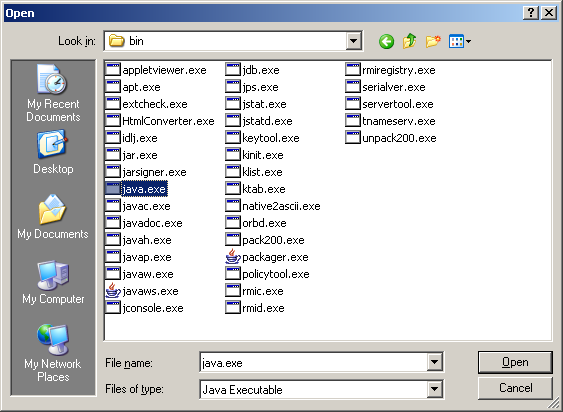 Open
Look in: bin
My Recent
Documents
Desktop
My Documents
My Computer
My Network
Places
appletviewer.exe
apt.exe
extcheck.exe
HtmlConverter.exe
idlj.exe
jar.exe
jarsigner.exe
java.exe
javac.exe
javadoc.exe
javah.exe
javap.exe
javaw.exe
javaws.exe
jconsole.exe
jdb.exe
jps.exe
jstat.exe
jstatd.exe
keytool.exe
kinit.exe
klist.exe
ktab.exe
native2ascii.exe
orbd.exe
pack200.exe
packager.exe
policytool.exe
rmic.exe
rmid.exe
rmiregistry.exe
serialver.exe
servertool.exe
tnameserv.exe
unpack200.exe
File name: java.exe
Open
Files of type: Java Executable
Cancel